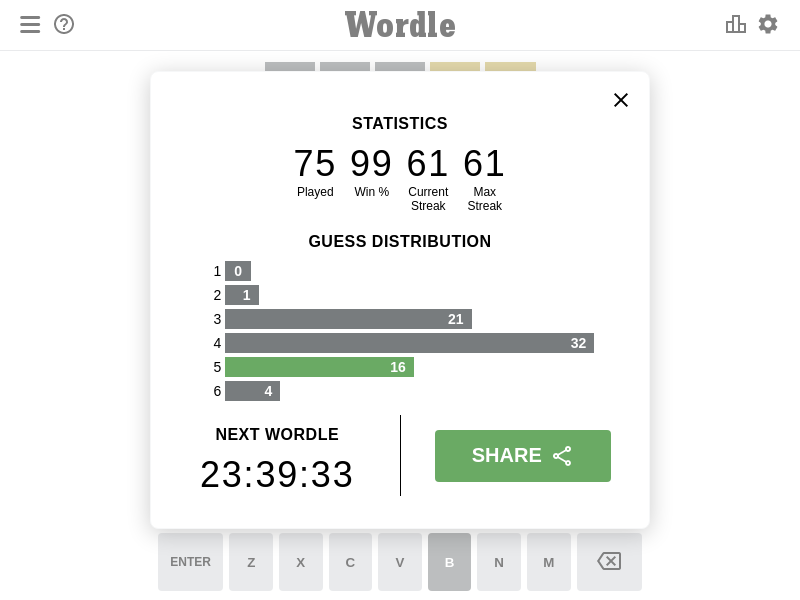 Wordle
STATISTICS
75 99 61 61
Played Win % Current Streak Max Streak
GUESS DISTRIBUTION
1 0
2 1
3 21
4 32
5 16
6 4
NEXT WORDLE
23:39:33
SHARE
ENTER Z X C V B N M